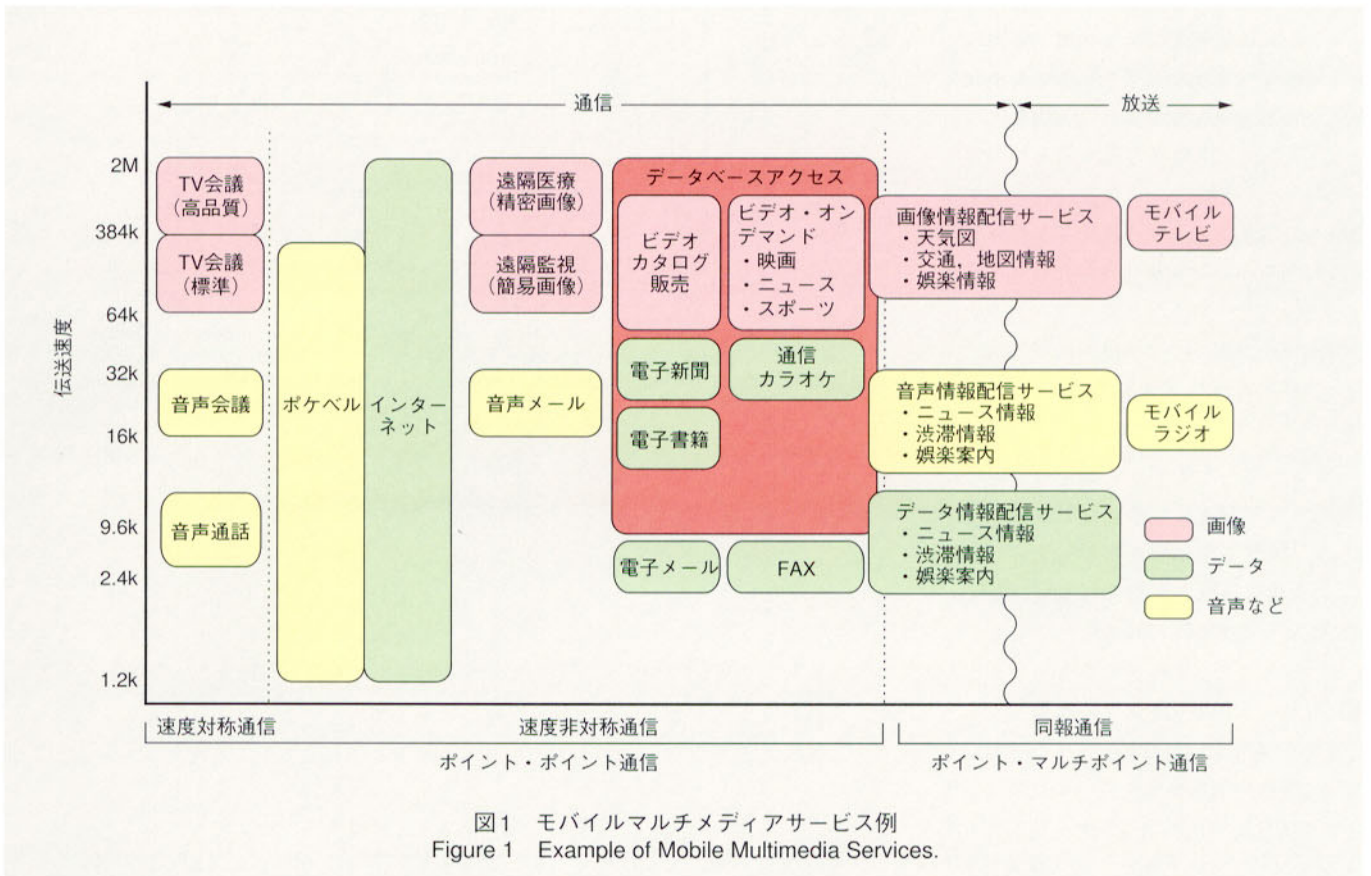 通信
放送
伝送速度
2M
384k
64k
32k
16k
9.6k
2.4k
1.2k
TV会議
(高品質)
TV会議
(標準)
音声会議
音声通話
ポケベル
インター
ネット
遠隔医療
(精密画像)
遠隔監視
(簡易画像)
音声メール
データベースアクセス
ビデオ
カタログ
販売
ビデオ・オン
デマンド
・映画
・ニュース
・スポーツ
電子新聞
通信
カラオケ
電子書籍
電子メール
FAX
画像情報配信サービス
・天気図
・交通，地図情報
・娯楽情報
モバイル
テレビ
音声情報配信サービス
・ニュース情報
・渋滞情報
・娯楽案内
モバイル
ラジオ
データ情報配信サービス
・ニュース情報
・渋滞情報
・娯楽案内
画像
データ
音声など
速度対称通信
速度非対称通信
同報通信
ポイント・ポイント通信
ポイント・マルチポイント通信
図1　モバイルマルチメディアサービス例
Figure 1　Example of Mobile Multimedia Services.